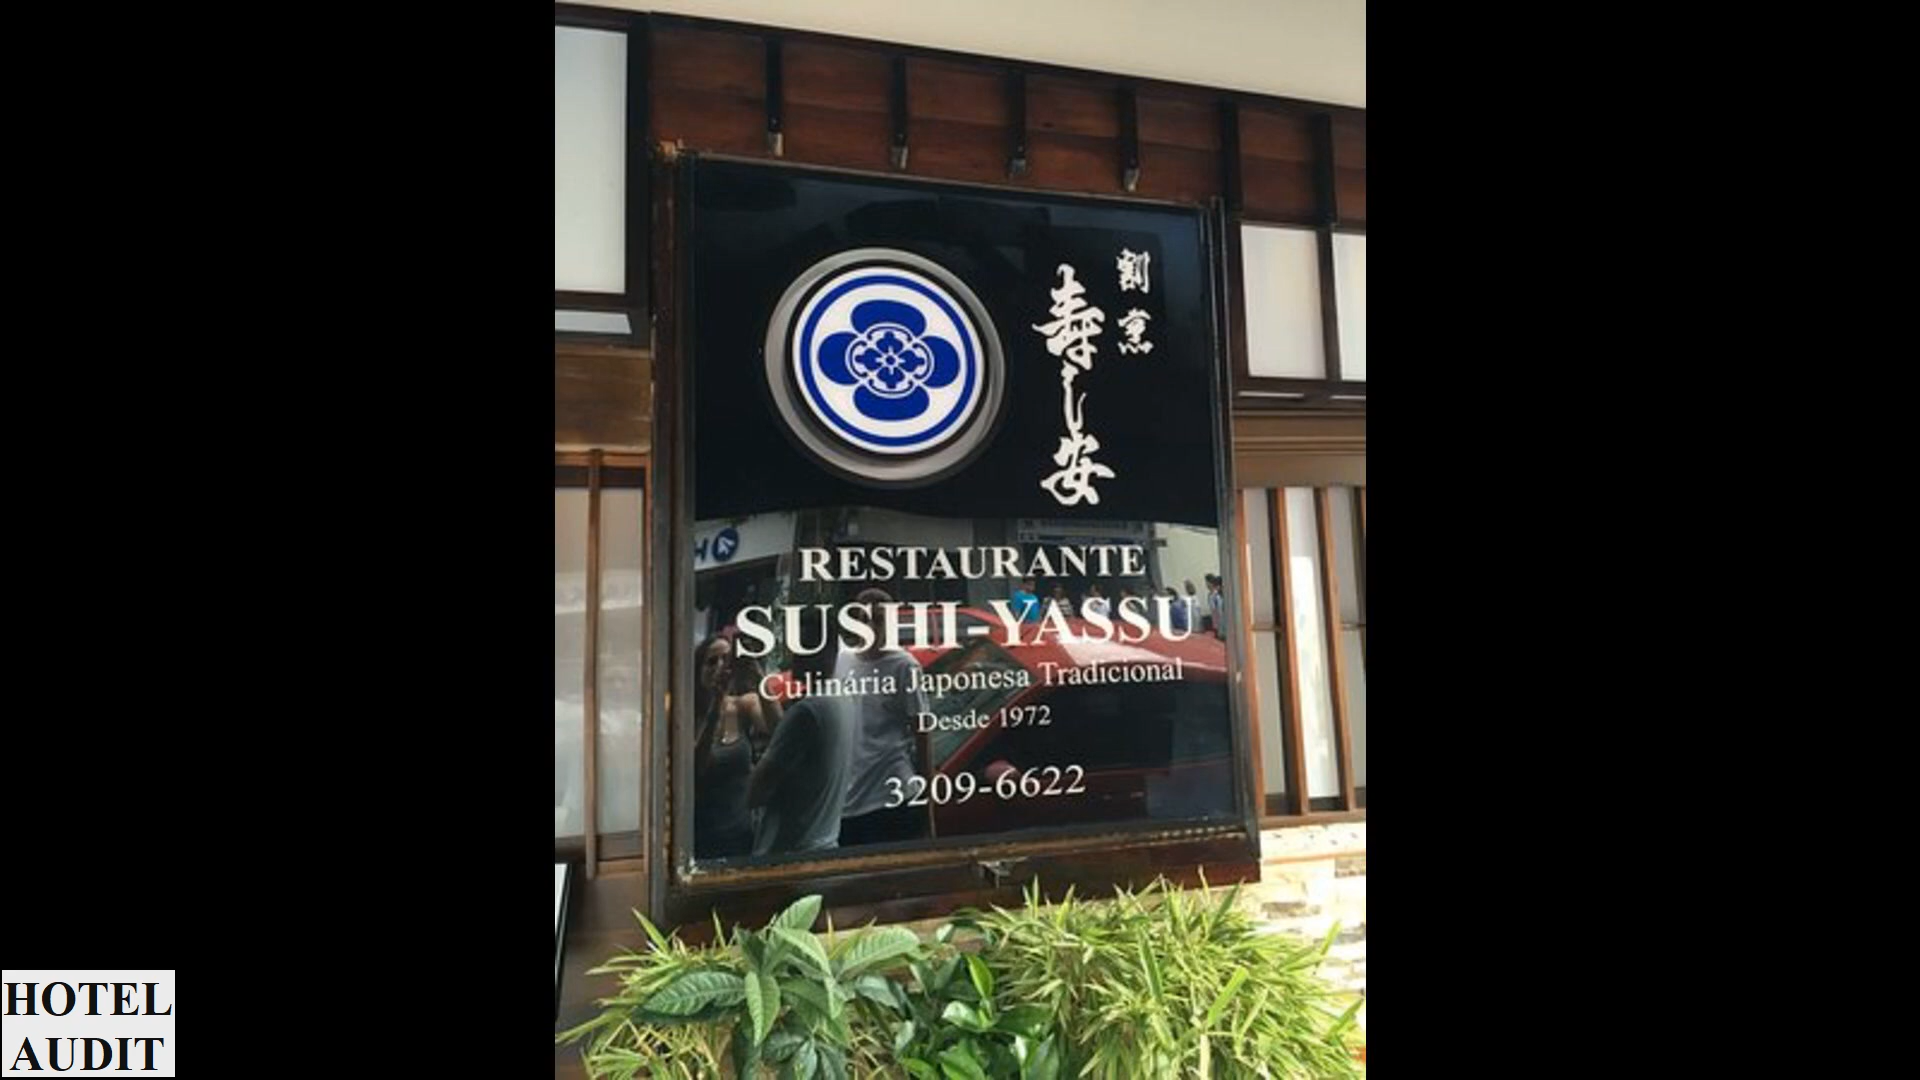 割烹
寿し安
RESTAURANTE
SUSHI-YASSU
Culinária Japonesa Tradicional
Desde 1972
3209-6622
HOTEL
AUDIT